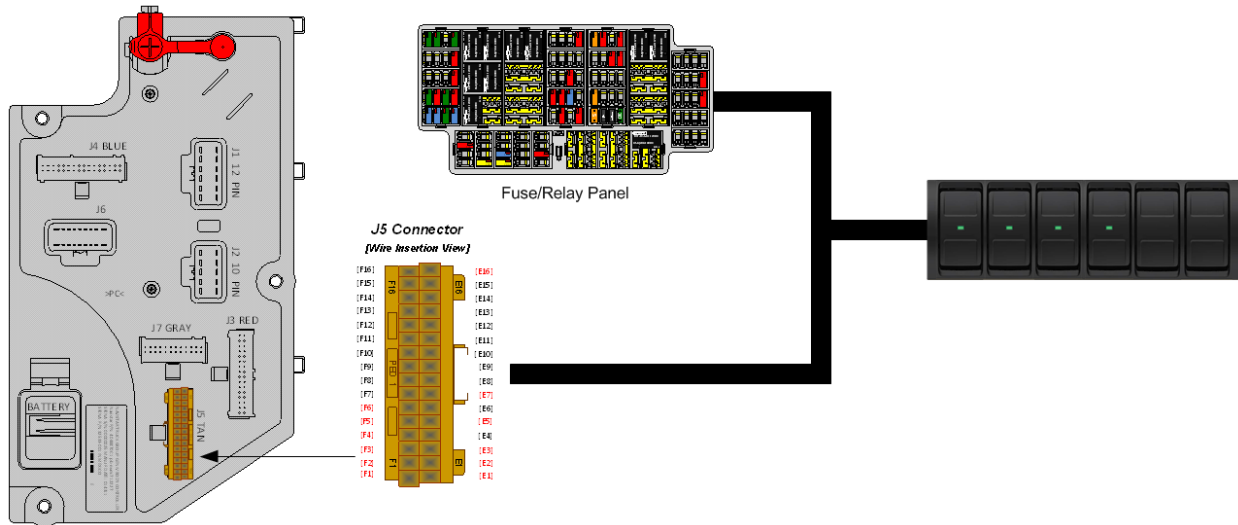 J4 BLUE
J1 12 PIN
J6
J2 10 PIN
>PC<
J7 GRAY
J3 RED
BATTERY
J5 TAN
Fuse/Relay Panel
J5 Connector
[Wire Insertion View]
[F16] F16 E16 [E16]
[F15] [E15]
[F14] [E14]
[F13] [E13]
[F12] [E12]
[F11] [E11]
[F10] [E10]
[F9] [E9]
[F8] [E8]
[F7] [E7]
[F6] [E6]
[F5] [E5]
[F4] [E4]
[F3] [E3]
[F2] F1 E1 [E2]
[F1] [E1]